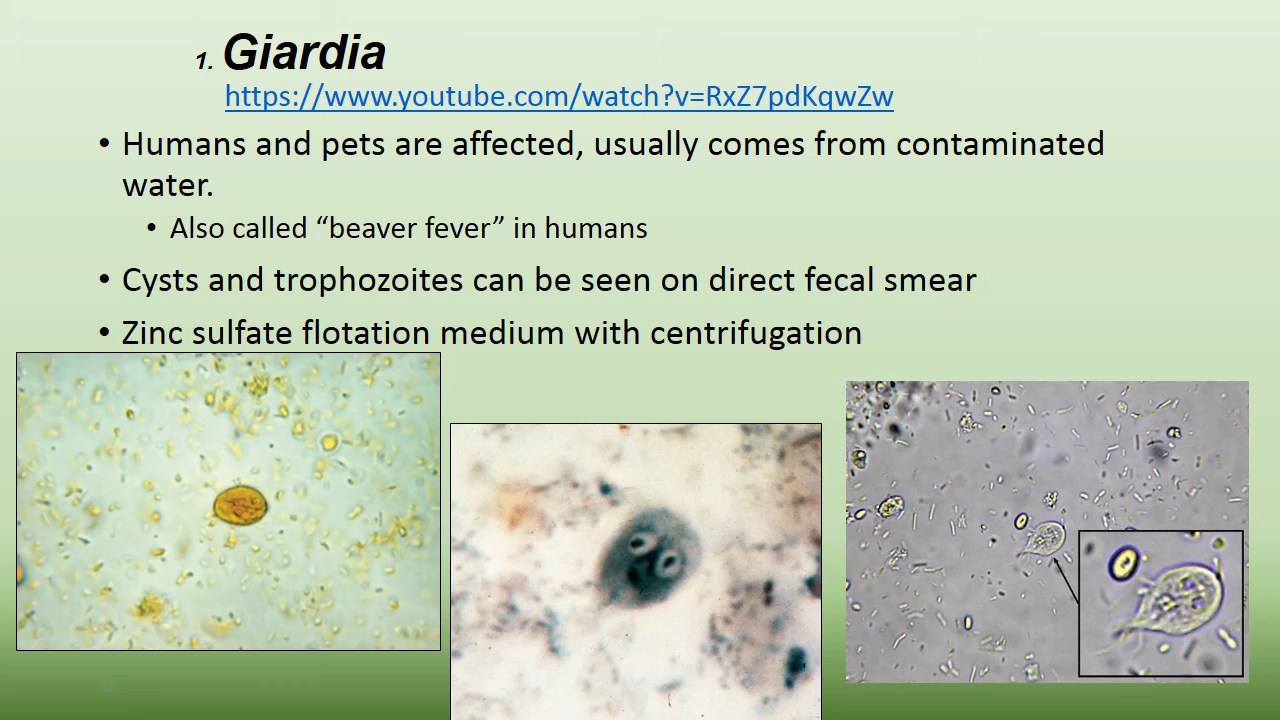 1. Giardia
https://www.youtube.com/watch?v=RxZ7pdKqwZw
• Humans and pets are affected, usually comes from contaminated
water.
• Also called “beaver fever” in humans
• Cysts and trophozoites can be seen on direct fecal smear
• Zinc sulfate flotation medium with centrifugation